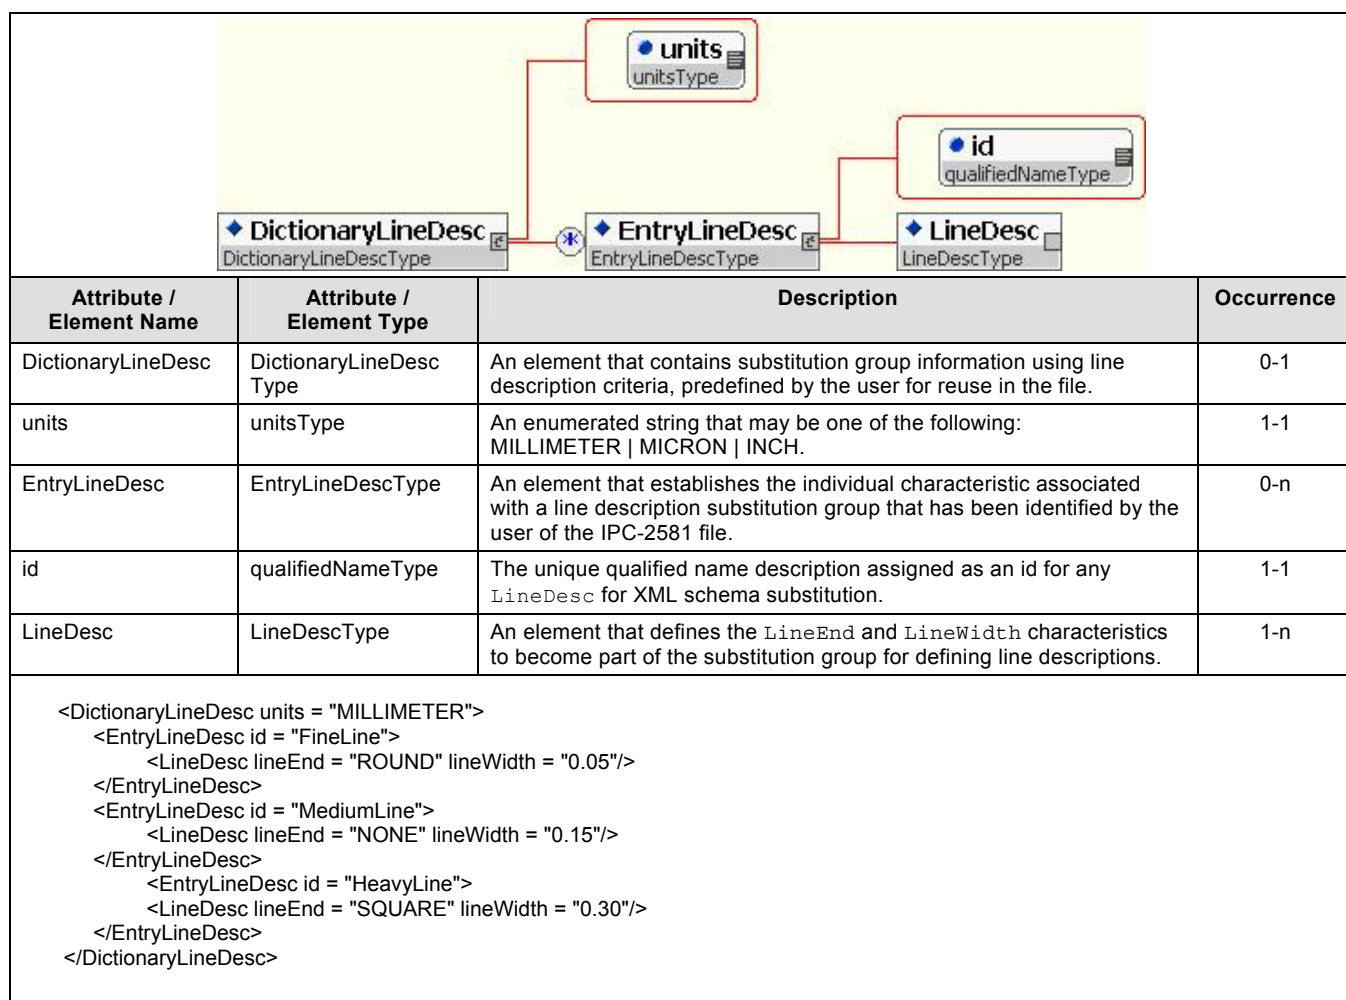 units
unitsType
id
qualifiedNameType
DictionaryLineDesc
DictionaryLineDescType
EntryLineDesc
EntryLineDescType
LineDesc
LineDescType
Attribute /
Element Name
Attribute /
Element Type
Description
Occurrence
DictionaryLineDesc
DictionaryLineDesc
Type
An element that contains substitution group information using line
description criteria, predefined by the user for reuse in the file.
0-1
units
unitsType
An enumerated string that may be one of the following:
MILLIMETER | MICRON | INCH.
1-1
EntryLineDesc
EntryLineDescType
An element that establishes the individual characteristic associated
with a line description substitution group that has been identified by the
user of the IPC-2581 file.
0-n
id
qualifiedNameType
The unique qualified name description assigned as an id for any
LineDesc for XML schema substitution.
1-1
LineDesc
LineDescType
An element that defines the LineEnd and LineWidth characteristics
to become part of the substitution group for defining line descriptions.
1-n
<DictionaryLineDesc units = "MILLIMETER">
<EntryLineDesc id = "FineLine">
<LineDesc lineEnd = "ROUND" lineWidth = "0.05"/>
</EntryLineDesc>
<EntryLineDesc id = "MediumLine">
<LineDesc lineEnd = "NONE" lineWidth = "0.15"/>
</EntryLineDesc>
<EntryLineDesc id = "HeavyLine">
<LineDesc lineEnd = "SQUARE" lineWidth = "0.30"/>
</EntryLineDesc>
</DictionaryLineDesc>